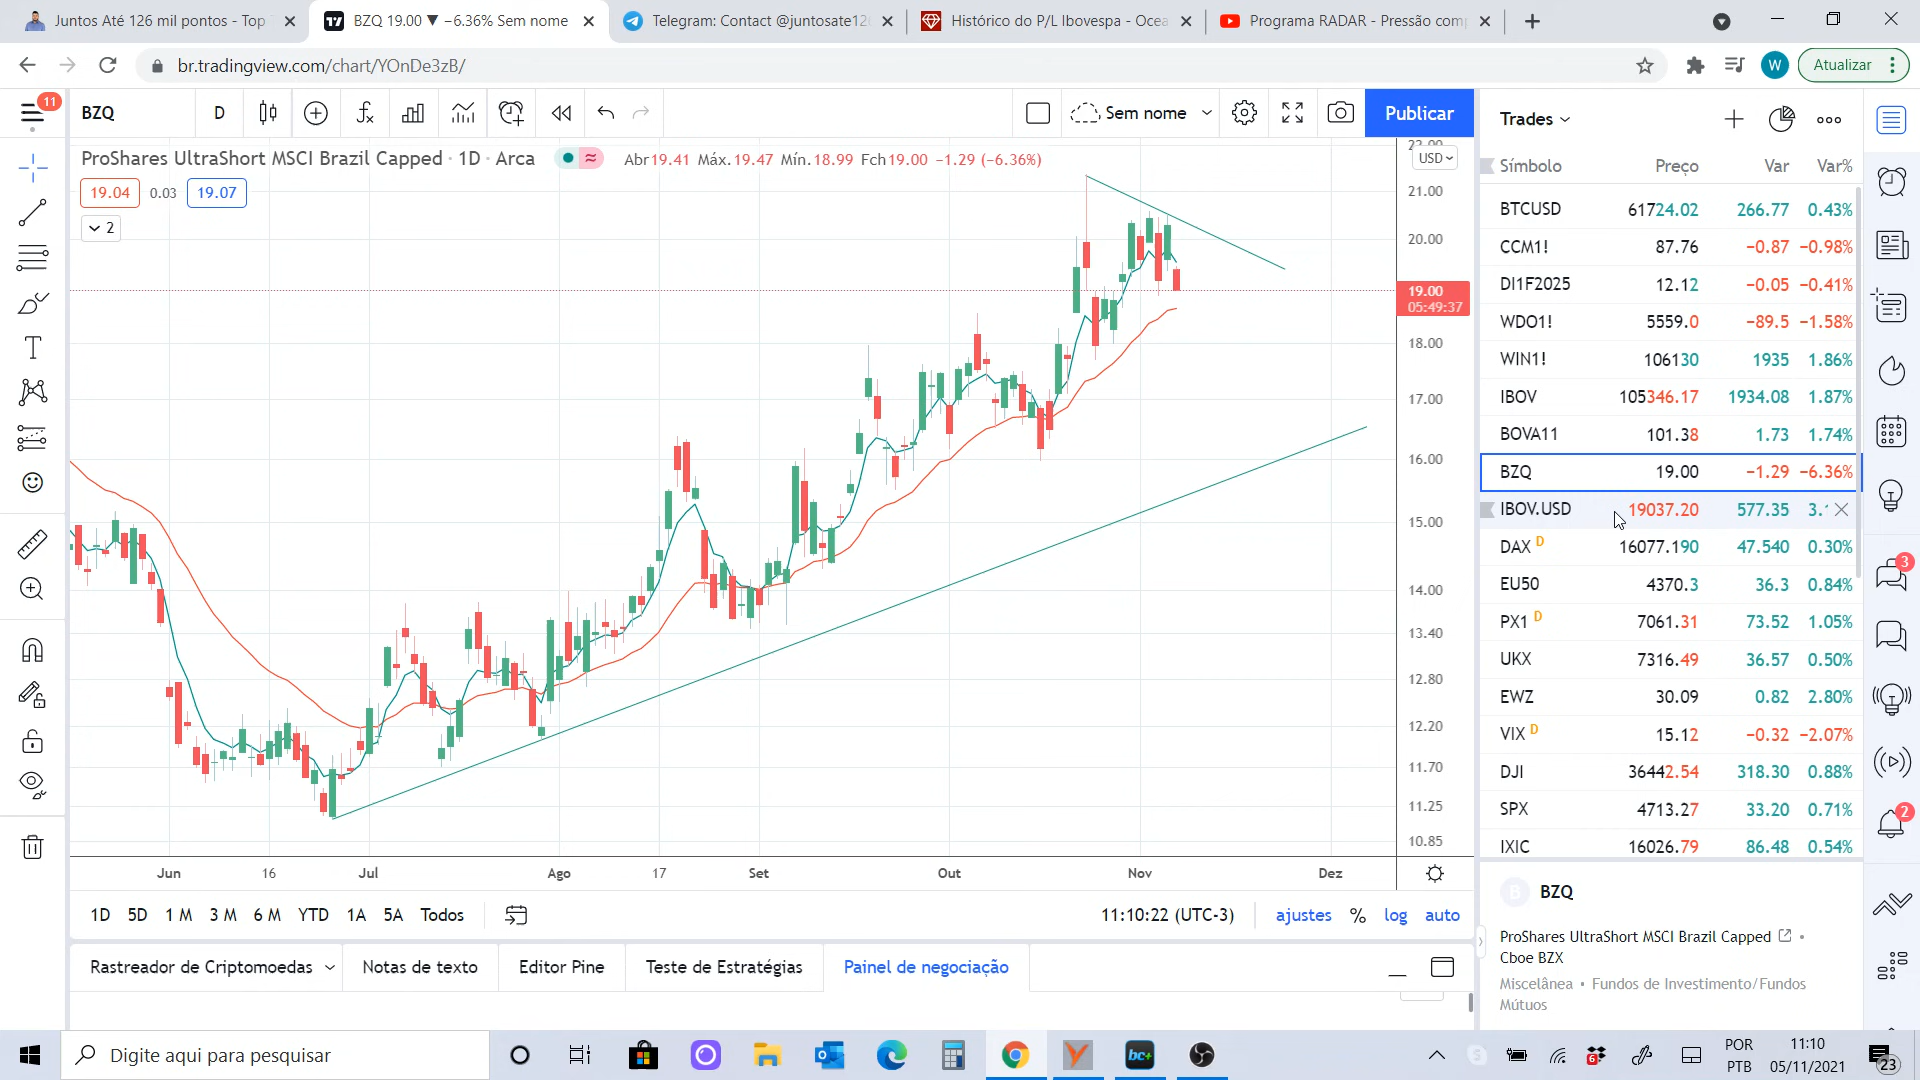 Juntos Até 126 mil pontos - Top
BZQ 19.00 ▼ −6.36% Sem nome
Telegram: Contact @juntosate126
Histórico do P/L Ibovespa - Ocea
Programa RADAR - Pressão comp
br.tradingview.com/chart/YOnDe3zB/
W
Atualizar
11
BZQ
D
Sem nome
Publicar
ProShares UltraShort MSCI Brazil Capped · 1D · Arca
Abr19.41 Máx.19.47 Mín.18.99 Fch19.00 −1.29 (−6.36%)
19.04
0.03
19.07
2
USD
22.00
21.00
20.00
19.00
05:49:37
18.00
17.00
16.00
15.00
14.00
13.40
12.80
12.20
11.70
11.25
10.85
Jun
16
Jul
Ago
17
Set
Out
Nov
Dez
1D 5D 1 M 3 M 6 M YTD 1A 5A Todos
11:10:22 (UTC-3)
ajustes % log auto
Rastreador de Criptomoedas
Notas de texto
Editor Pine
Teste de Estratégias
Painel de negociação
Trades
Símbolo Preço Var Var%
BTCUSD 61724.02 266.77 0.43%
CCM1! 87.76 −0.87 −0.98%
DI1F2025 12.12 −0.05 −0.41%
WDO1! 5559.0 −89.5 −1.58%
WIN1! 106130 1935 1.86%
IBOV 105346.17 1934.08 1.87%
BOVA11 101.38 1.73 1.74%
BZQ 19.00 −1.29 −6.36%
IBOV.USD 19037.20 577.35 3.
DAX D 16077.190 47.540 0.30%
EU50 4370.3 36.3 0.84%
PX1 D 7061.31 73.52 1.05%
UKX 7316.49 36.57 0.50%
EWZ 30.09 0.82 2.80%
VIX D 15.12 −0.32 −2.07%
DJI 36442.54 318.30 0.88%
SPX 4713.27 33.20 0.71%
IXIC 16026.79 86.48 0.54%
B BZQ
ProShares UltraShort MSCI Brazil Capped •
Cboe BZX
Miscelânea • Fundos de Investimento/Fundos
Mútuos
3
2
Digite aqui para pesquisar
bc+
6
POR
PTB
11:10
05/11/2021
23